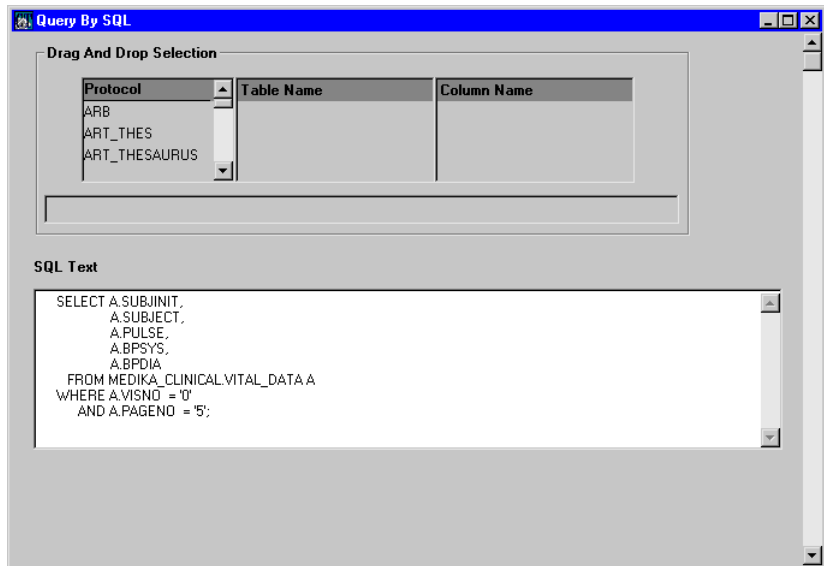 Query By SQL
Drag And Drop Selection
Protocol Table Name Column Name
ARB
ART_THES
ART_THESAURUS
SQL Text
SELECT A.SUBJINIT,
A.SUBJECT,
A.PULSE,
A.BPSYS,
A.BPDIA
FROM MEDIKA_CLINICAL.VITAL_DATA A
WHERE A.VISNO = '0'
AND A.PAGENO = '5';